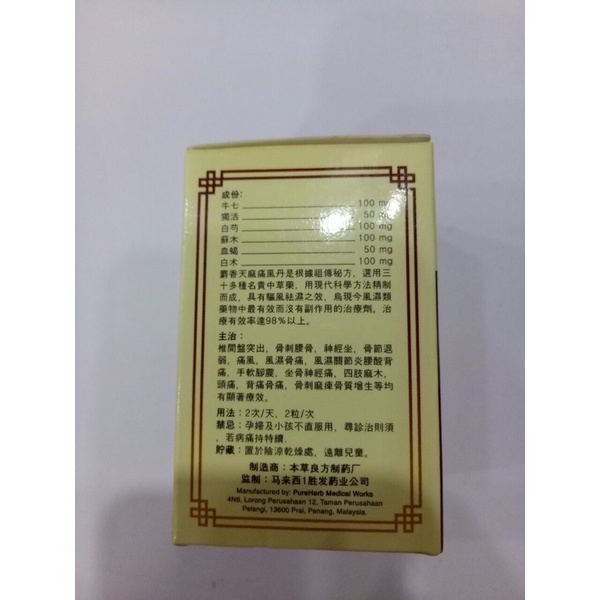 成份:
牛七 100 mg
獨活 50 mg
白芍 100 mg
蘇木 100 mg
血蝎 50 mg
白术 100 mg
麝香天麻痛風丹是根據祖傳秘方，選用三
十多種名貴中草藥，用現代科學方法精制
而成，具有驅風祛濕之效，烏現今風濕類
藥物中最有效而沒有副作用的治療劑。治
療有效率達98%以上。
主治:
椎間盤突出，骨刺腰骨，神經坐，骨節退
弱，痛風，風濕骨痛，風濕關節炎腰酸背
痛，手軟腳震，坐骨神經痛，四肢麻木，
頭痛，背痛骨痛，骨刺麻痺骨質增生等均
有顯著療效。
用法: 2次/天，2粒/次
禁忌: 孕婦及小孩不直服用，尋診治則須
，若病痛持特續.
貯藏: 置於陰涼乾燥處，遠離兒童。
制造商：本草良方制药厂
监制：马来西1胜发药业公司
Manufactured by: PureHerb Medical Works
4N6, Lorong Perusahaan 12, Taman Perusahaan
Pelangi, 13600 Prai, Penang, Malaysia.